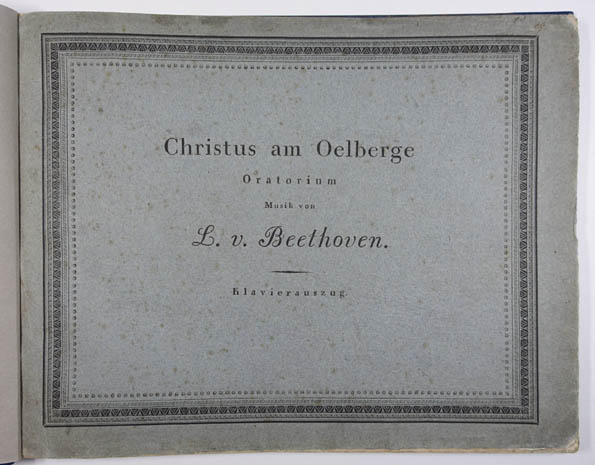 Christus am Oelberge
Oratorium
Musik von
L. v. Beethoven.
Klavierauszug.